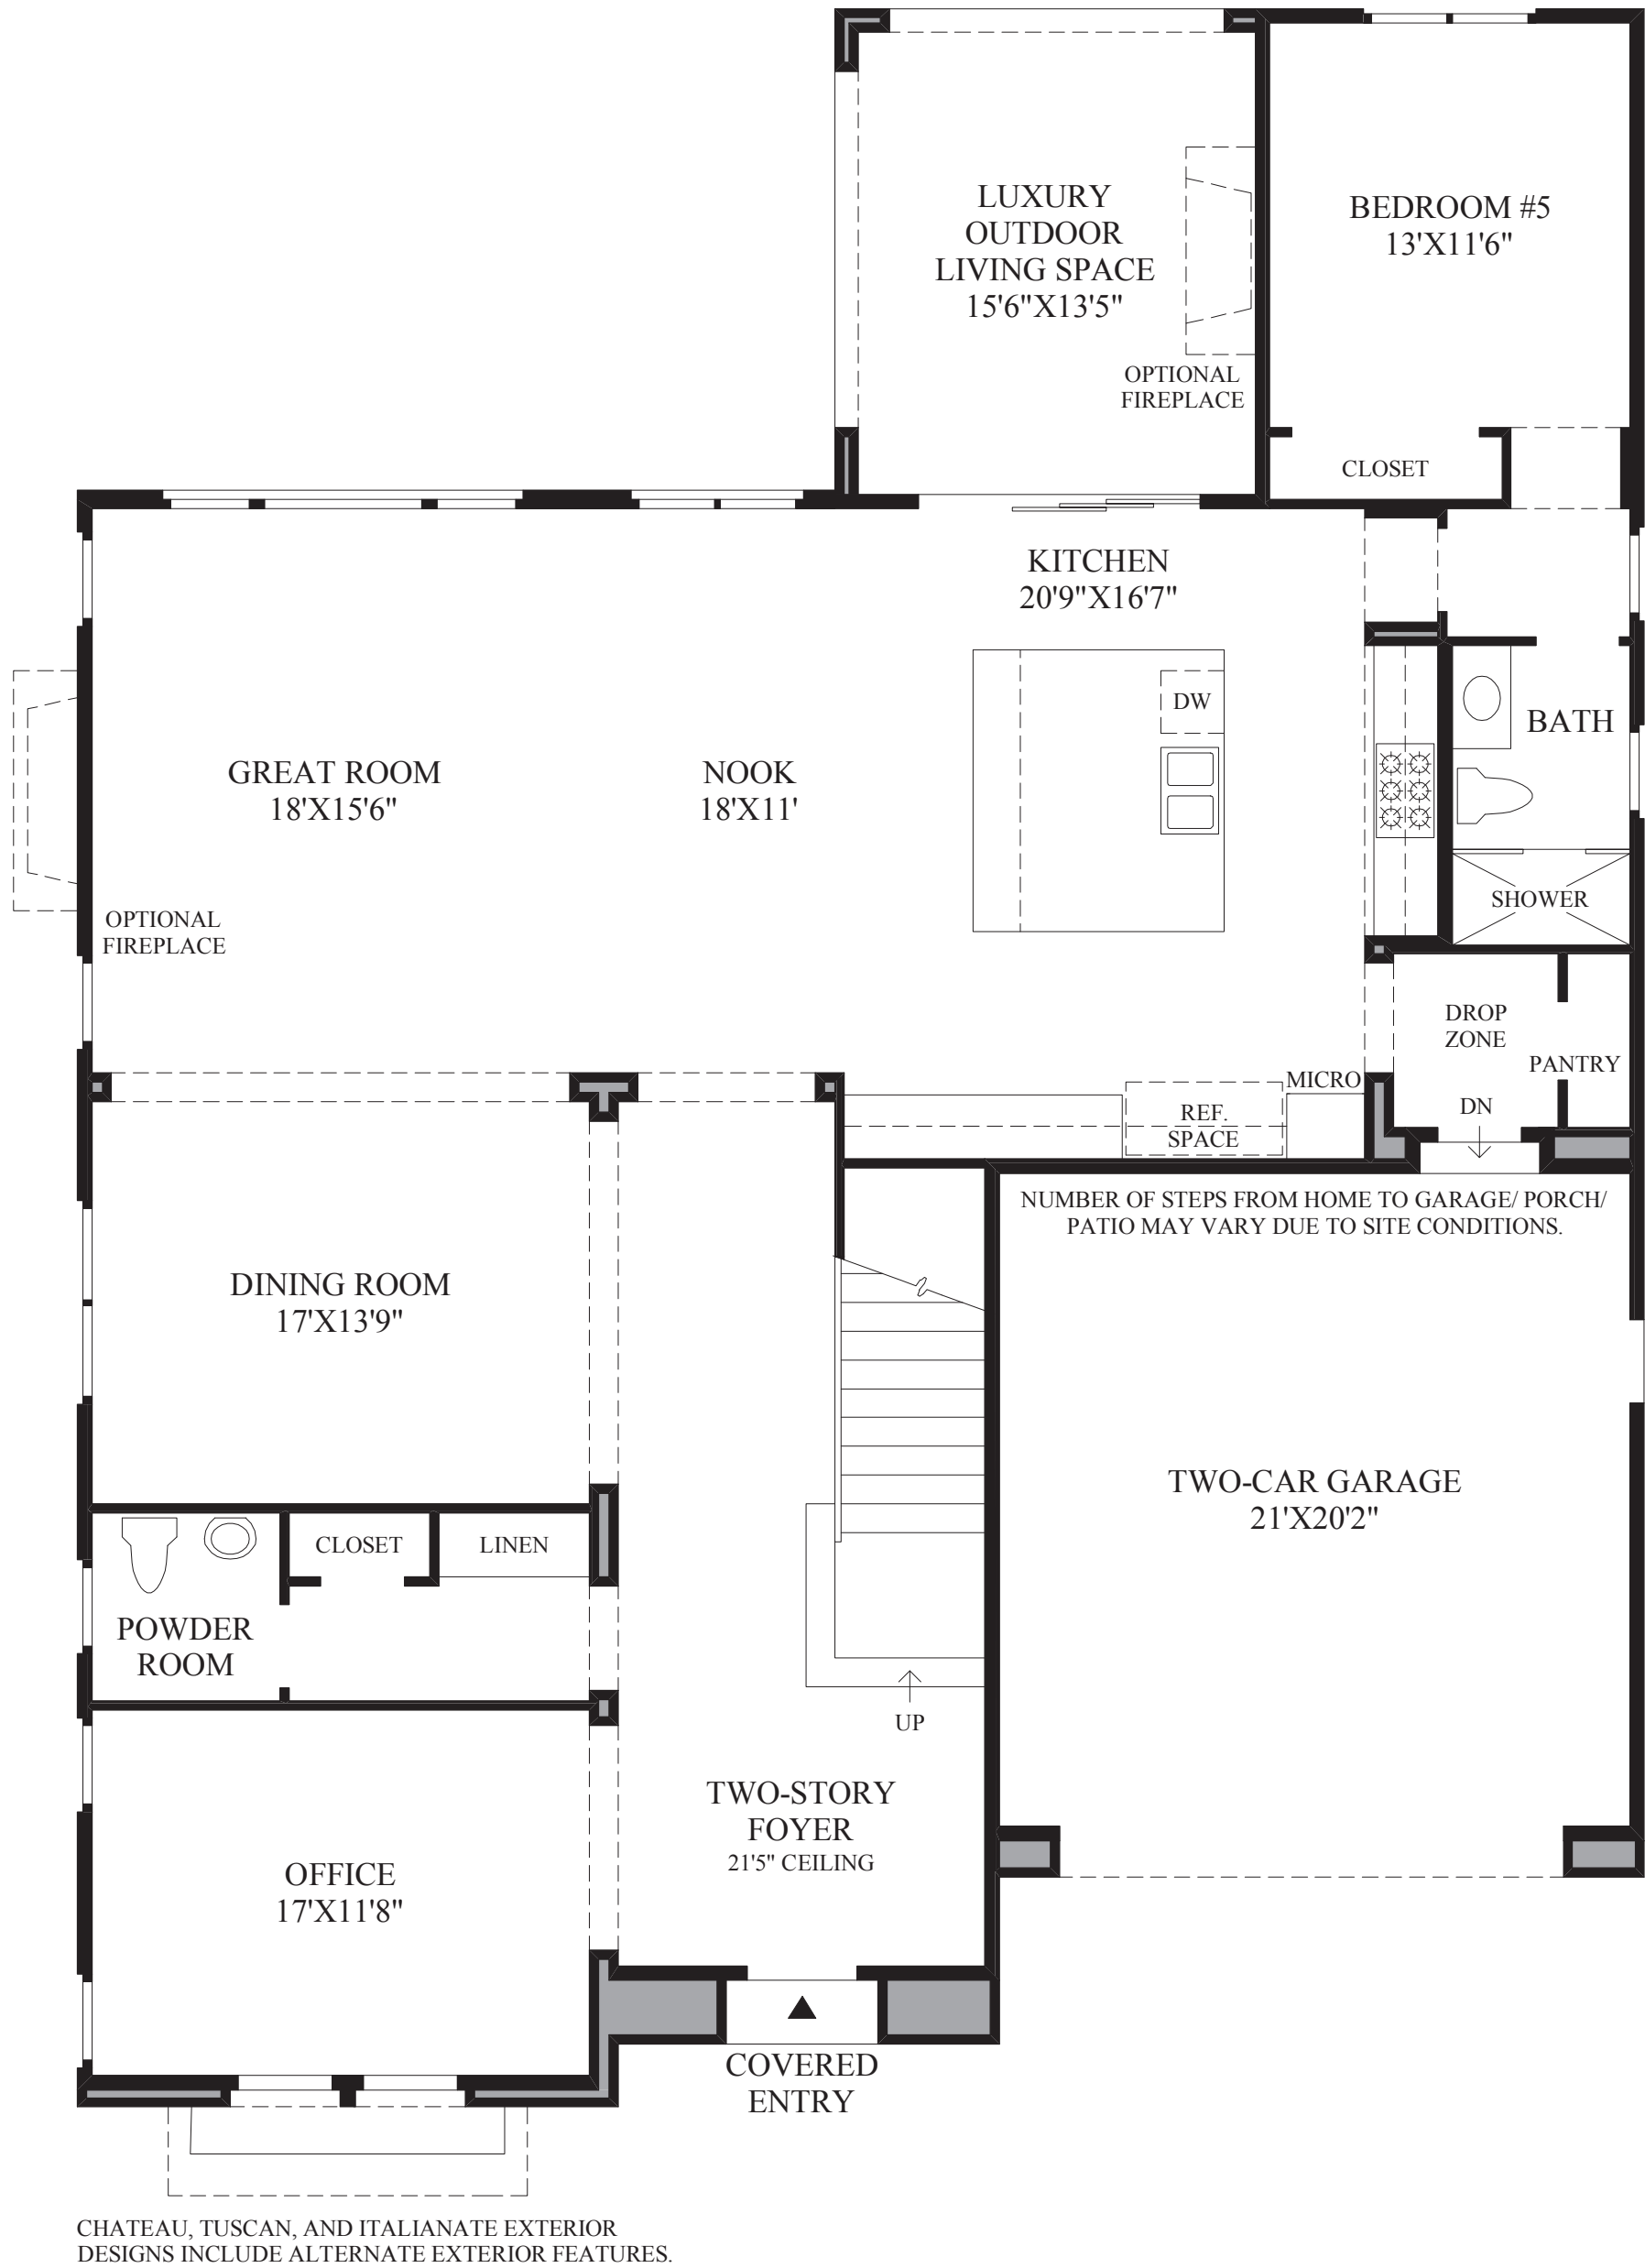 LUXURY
OUTDOOR
LIVING SPACE
15'6"X13'5"
OPTIONAL
FIREPLACE
BEDROOM #5
13'X11'6"
CLOSET
KITCHEN
20'9"X16'7"
DW
BATH
SHOWER
GREAT ROOM
18'X15'6"
NOOK
18'X11'
OPTIONAL
FIREPLACE
DROP
ZONE
PANTRY
DN
MICRO
REF.
SPACE
NUMBER OF STEPS FROM HOME TO GARAGE/ PORCH/
PATIO MAY VARY DUE TO SITE CONDITIONS.
DINING ROOM
17'X13'9"
TWO-CAR GARAGE
21'X20'2"
CLOSET
LINEN
POWDER
ROOM
UP
TWO-STORY
FOYER
21'5" CEILING
OFFICE
17'X11'8"
COVERED
ENTRY
CHATEAU, TUSCAN, AND ITALIANATE EXTERIOR
DESIGNS INCLUDE ALTERNATE EXTERIOR FEATURES.